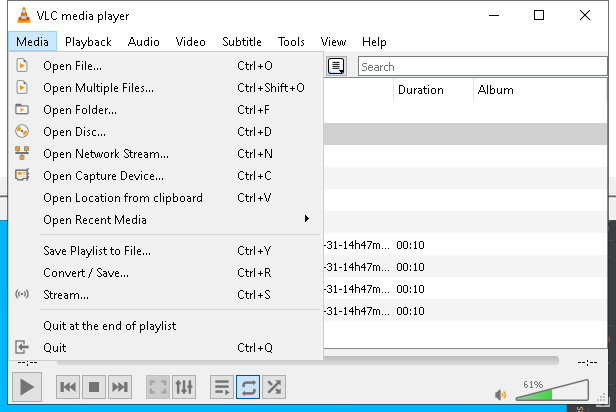 VLC media player
Media Playback Audio Video Subtitle Tools View Help
Open File... Ctrl+O
Search
Open Multiple Files... Ctrl+Shift+O
Duration Album
Open Folder... Ctrl+F
Open Disc... Ctrl+D
Open Network Stream... Ctrl+N
Open Capture Device... Ctrl+C
Open Location from clipboard Ctrl+V
Open Recent Media
Save Playlist to File... Ctrl+Y
-31-14h47m... 00:10
Convert / Save... Ctrl+R
-31-14h47m... 00:10
Stream... Ctrl+S
-31-14h47m... 00:10
Quit at the end of playlist
-31-14h47m... 00:10
Quit Ctrl+Q
--:-- --:--
61%